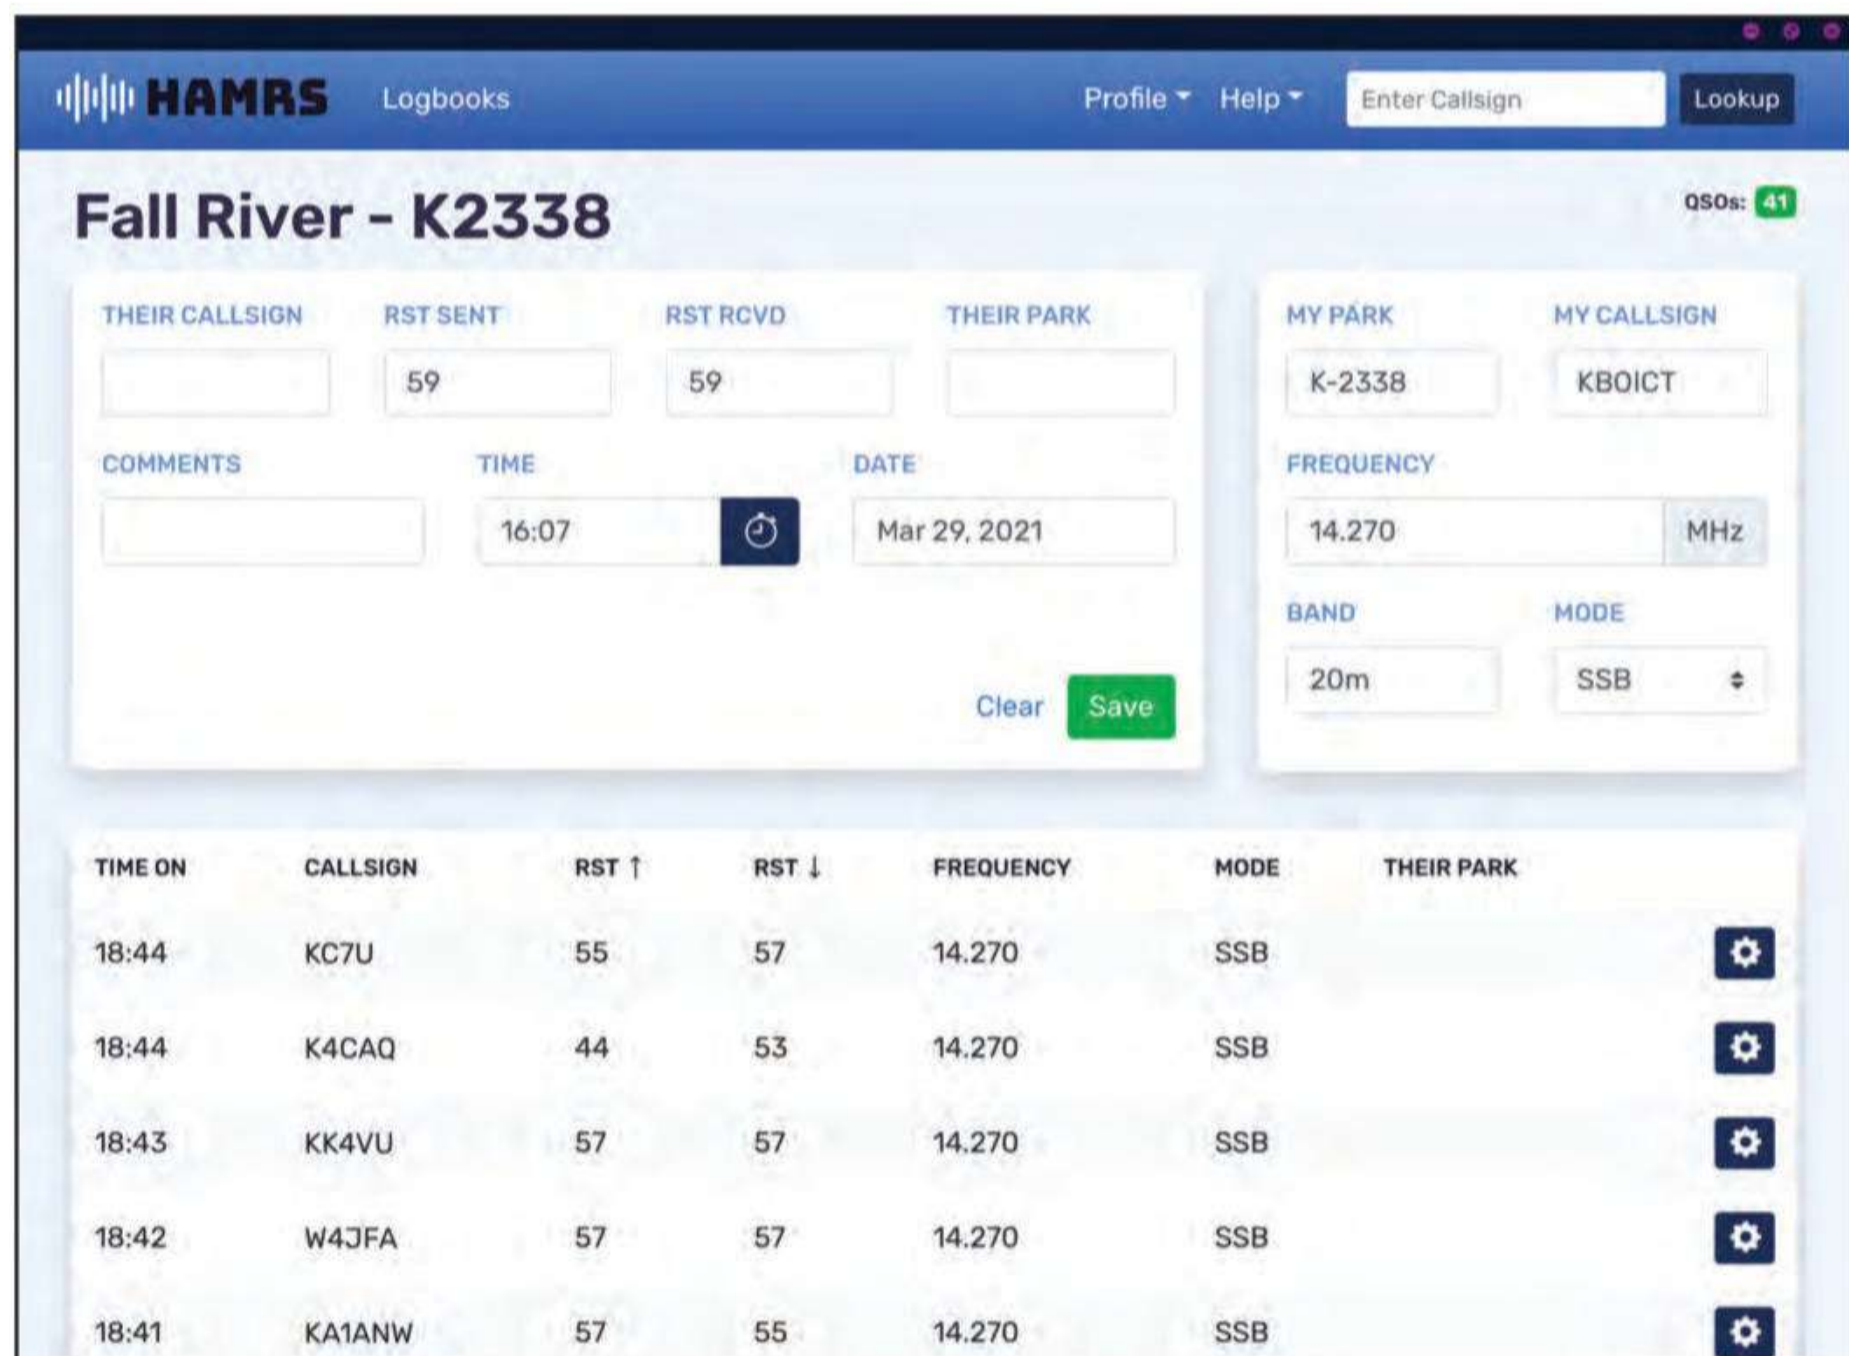 HAMRS Logbooks Profile Help Enter Callsign Lookup
Fall River - K2338
QSOs: 41
THEIR CALLSIGN RST SENT RST RCVD THEIR PARK
59 59
COMMENTS TIME DATE
16:07 Mar 29, 2021
Clear Save
MY PARK MY CALLSIGN
K-2338 KB0ICT
FREQUENCY
14.270 MHz
BAND MODE
20m SSB
TIME ON CALLSIGN RST ↑ RST ↓ FREQUENCY MODE THEIR PARK
18:44 KC7U 55 57 14.270 SSB
18:44 K4CAQ 44 53 14.270 SSB
18:43 KK4VU 57 57 14.270 SSB
18:42 W4JFA 57 57 14.270 SSB
18:41 KA1ANW 57 55 14.270 SSB